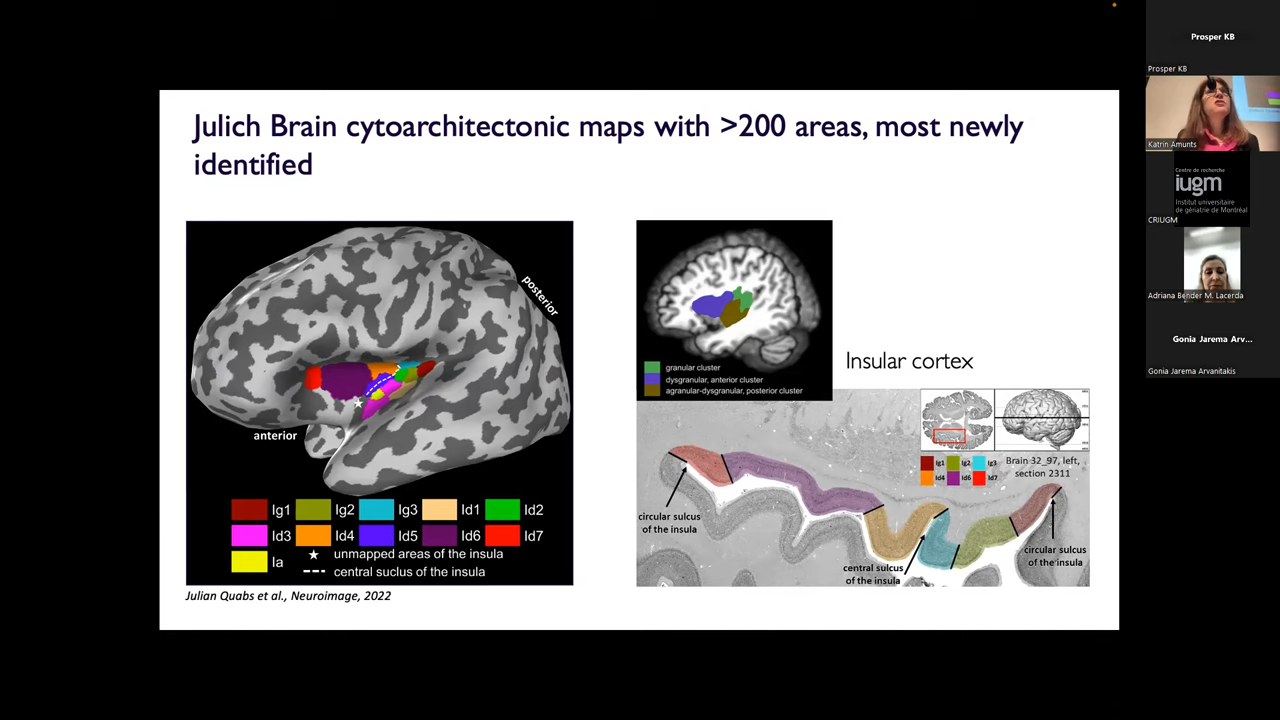 Julich Brain cytoarchitectonic maps with >200 areas, most newly
identified
posterior
anterior
Ig1 Ig2 Ig3 Id1 Id2
Id3 Id4 Id5 Id6 Id7
Ia
unmapped areas of the insula
central suclus of the insula
Julian Quabs et al., Neuroimage, 2022
granular cluster
dysgranular, anterior cluster
agranular-dysgranular, posterior cluster
Insular cortex
Ig1 Ig2 Ig3
Id4 Id6 Id7
Brain 32_97, left,
section 2311
circular sulcus
of the insula
central sulcus
of the insula
circular sulcus
of the insula
Prosper KB
Prosper KB
Katrin Amunts
Centre de recherche
iugm
Institut universitaire
de gériatrie de Montréal
CRIUGM
Adriana Bender M. Lacerda
Gonia Jarema Arv...
Gonia Jarema Arvanitakis